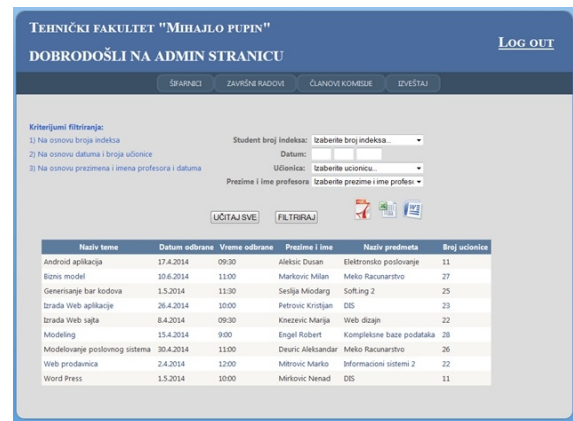 TEHNIČKI FAKULTET "MIHAJLO PUPIN"
DOBRODOŠLI NA ADMIN STRANICU
LOG OUT
ŠIFARNICI ZAVRŠNI RADOVI ČLANOVI KOMISIJE IZVEŠTAJ
Kriterijumi filtriranja:
1) Na osnovu broja indeksa
2) Na osnovu datuma i broja učionice
3) Na osnovu prezimena i imena profesora i datuma
Student broj indeksa: Izaberite broj indeksa...
Datum:
Učionica: Izaberite ucionicu...
Prezime i ime profesora Izaberite prezime i ime profesc
UČITAJ SVE FILTRIRAJ
Naziv teme Datum odbrane Vreme odbrane Prezime i ime Naziv predmeta Broj ucionice
Android aplikacija 17.4.2014 09:30 Aleksic Dusan Elektronsko poslovanje 11
Biznis model 10.6.2014 11:00 Markovic Milan Meko Racunarstvo 27
Generisanje bar kodova 1.5.2014 11:30 Seslija Miodarg Soft.ing 2 25
Izrada Web aplikacije 26.4.2014 10:00 Petrovic Kristijan DIS 23
Izrada Web sajta 8.4.2014 09:30 Knezevic Marija Web dizajn 22
Modeling 15.4.2014 9:00 Engel Robert Kompleksne baze podataka 28
Modelovanje poslovnog sistema 30.4.2014 11:00 Deuric Aleksandar Meko Racunarstvo 26
Web prodavnica 2.4.2014 12:00 Mitrovic Marko Informacioni sistemi 2 22
Word Press 1.5.2014 10:00 Mirkovic Nenad DIS 11